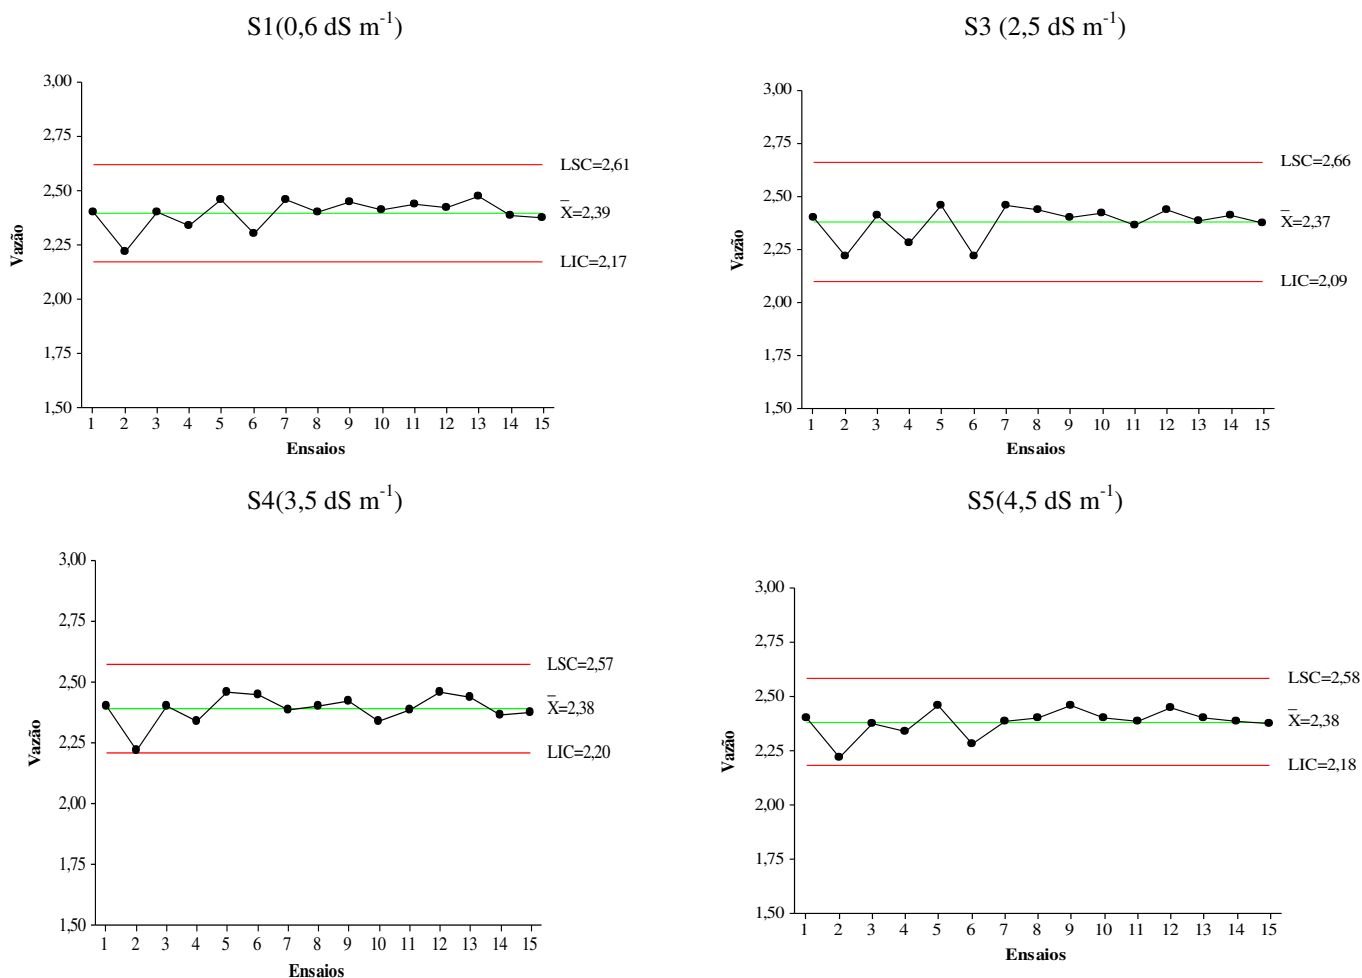 S1(0,6 dS m-1)
3,00
2,75
2,50
2,25
2,00
1,75
1,50
Vazão
LSC=2,61
X̄=2,39
LIC=2,17
1 2 3 4 5 6 7 8 9 10 11 12 13 14 15
Ensaios
S3 (2,5 dS m-1)
3,00
2,75
2,50
2,25
2,00
1,75
1,50
Vazão
LSC=2,66
X̄=2,37
LIC=2,09
1 2 3 4 5 6 7 8 9 10 11 12 13 14 15
Ensaios
S4(3,5 dS m-1)
3,00
2,75
2,50
2,25
2,00
1,75
1,50
Vazão
LSC=2,57
X̄=2,38
LIC=2,20
1 2 3 4 5 6 7 8 9 10 11 12 13 14 15
Ensaios
S5(4,5 dS m-1)
3,00
2,75
2,50
2,25
2,00
1,75
1,50
Vazão
LSC=2,58
X̄=2,38
LIC=2,18
1 2 3 4 5 6 7 8 9 10 11 12 13 14 15
Ensaios